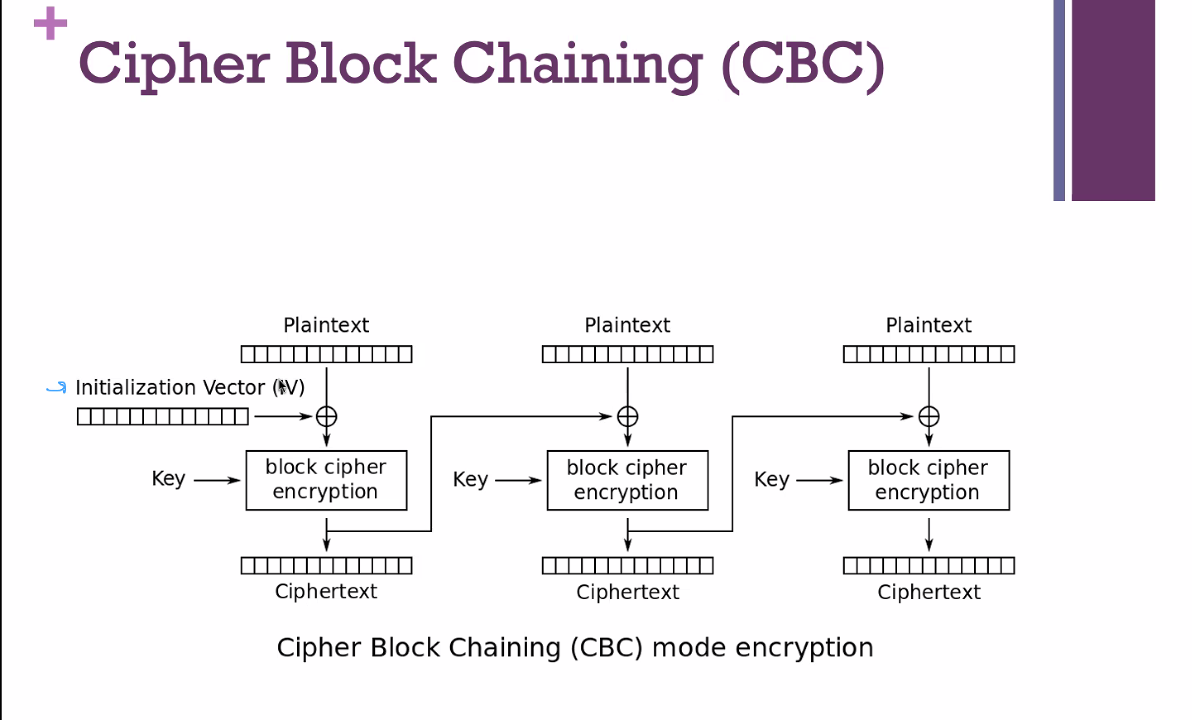 +
Cipher Block Chaining (CBC)
Plaintext
Plaintext
Plaintext
Initialization Vector (IV)
Key
block cipher
encryption
Key
block cipher
encryption
Key
block cipher
encryption
Ciphertext
Ciphertext
Ciphertext
Cipher Block Chaining (CBC) mode encryption